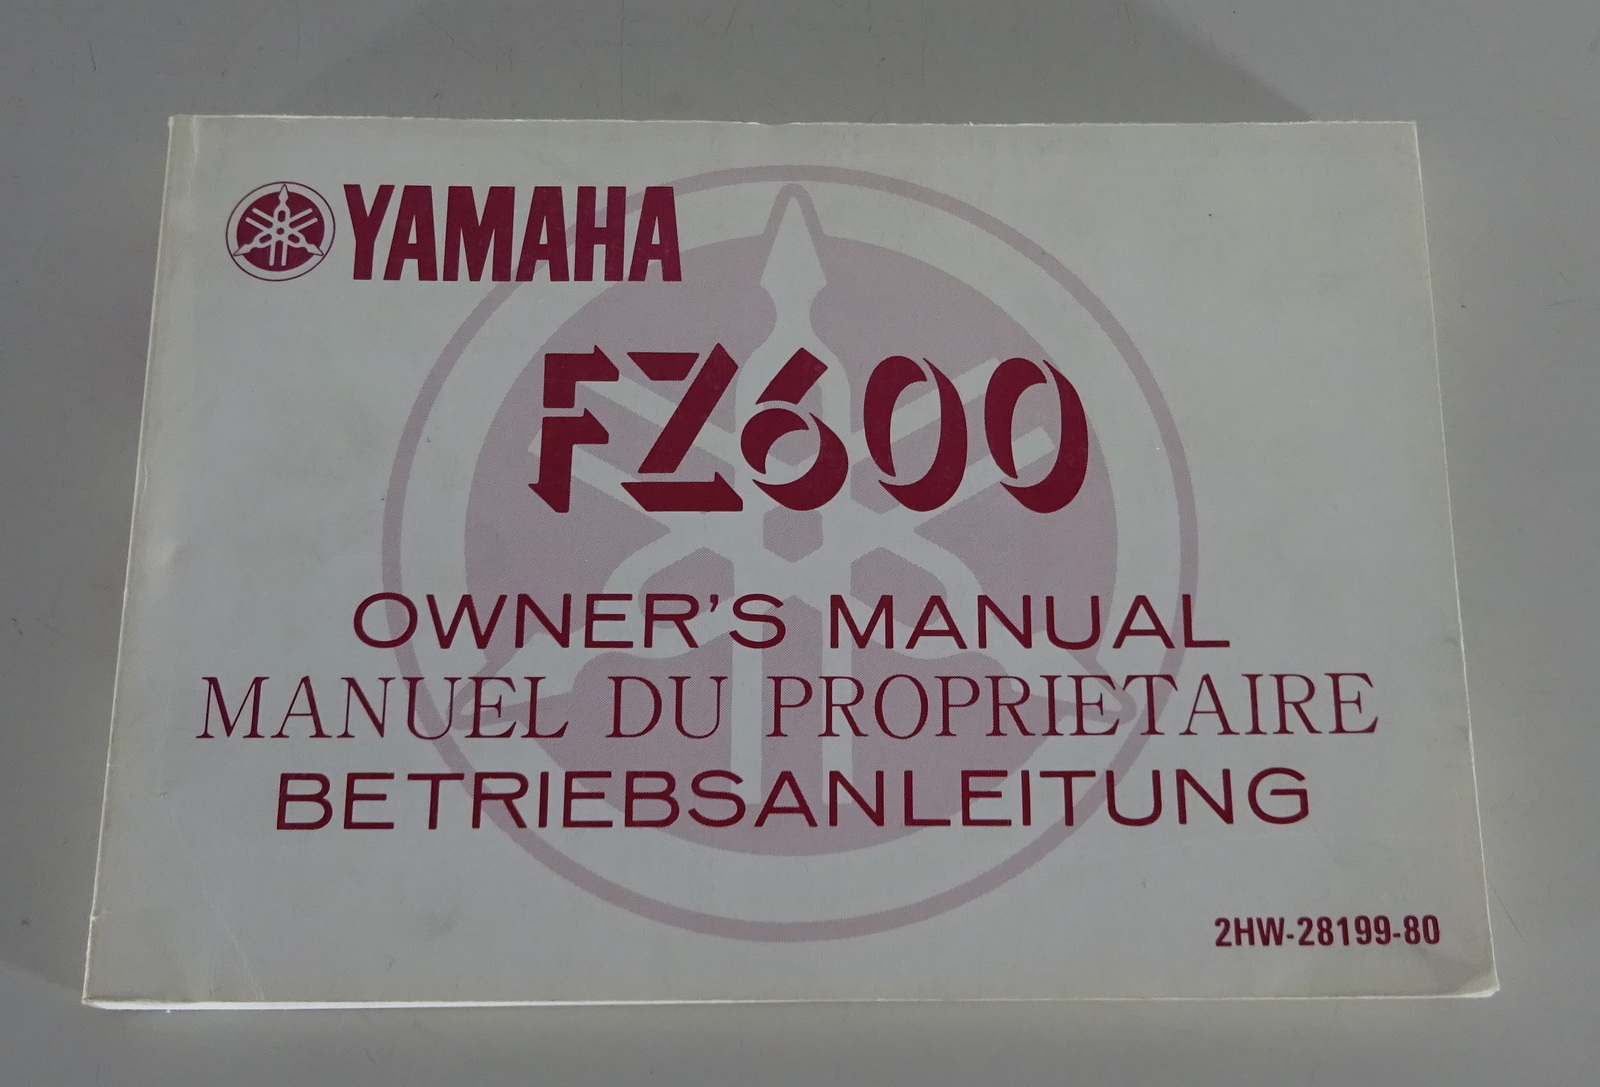 YAMAHA
FZ600
OWNER'S MANUAL
MANUEL DU PROPRIETAIRE
BETRIEBSANLEITUNG
2HW-28199-80